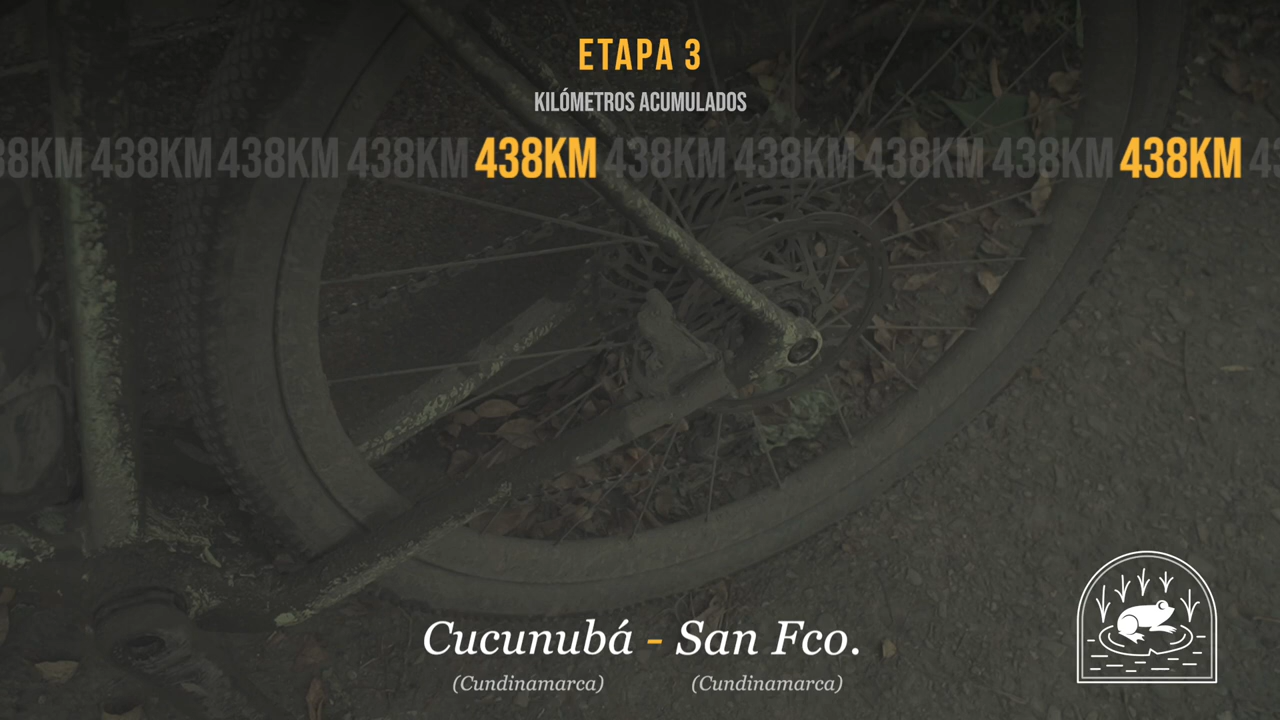 ETAPA 3
KILÓMETROS ACUMULADOS
38KM 438KM 438KM 438KM 438KM 438KM 438KM 438KM 438KM 438KM 43
Cucunubá - San Fco.
(Cundinamarca) (Cundinamarca)